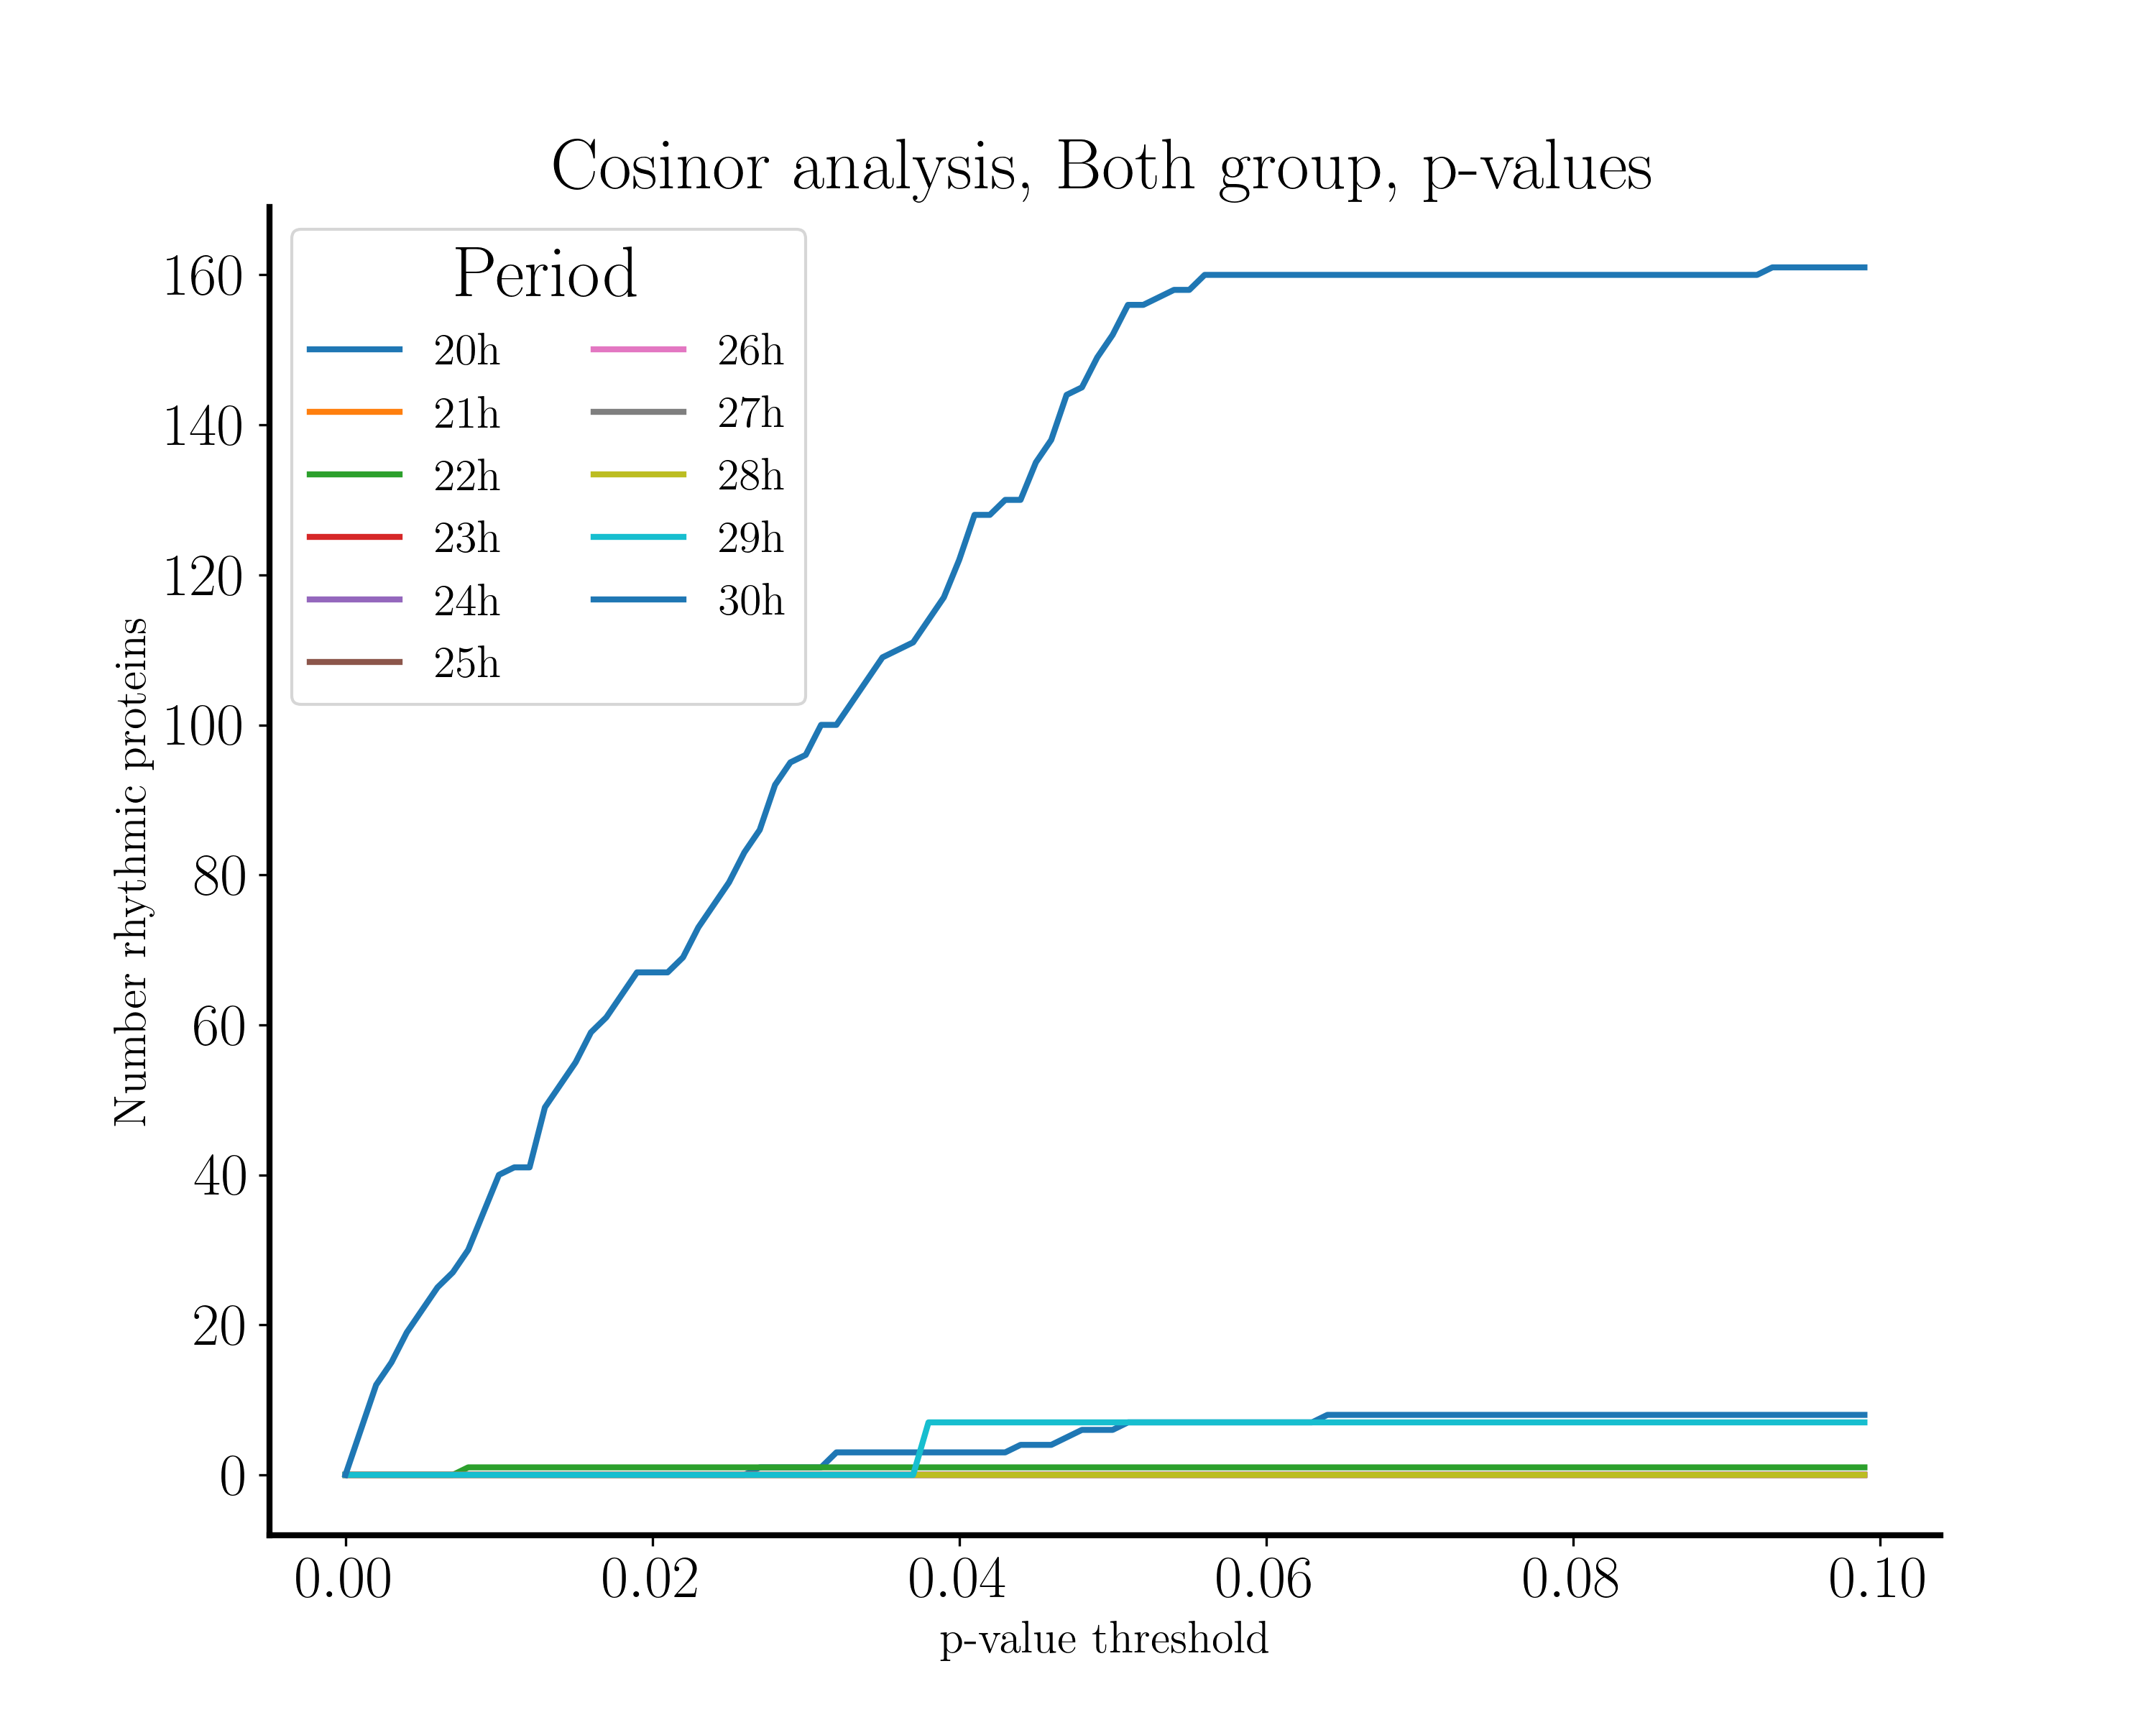 Cosinor analysis, Both group, p-values
Period
20h
21h
22h
23h
24h
25h
26h
27h
28h
29h
30h
Number rhythmic proteins
160
140
120
100
80
60
40
20
0
0.00 0.02 0.04 0.06 0.08 0.10
p-value threshold